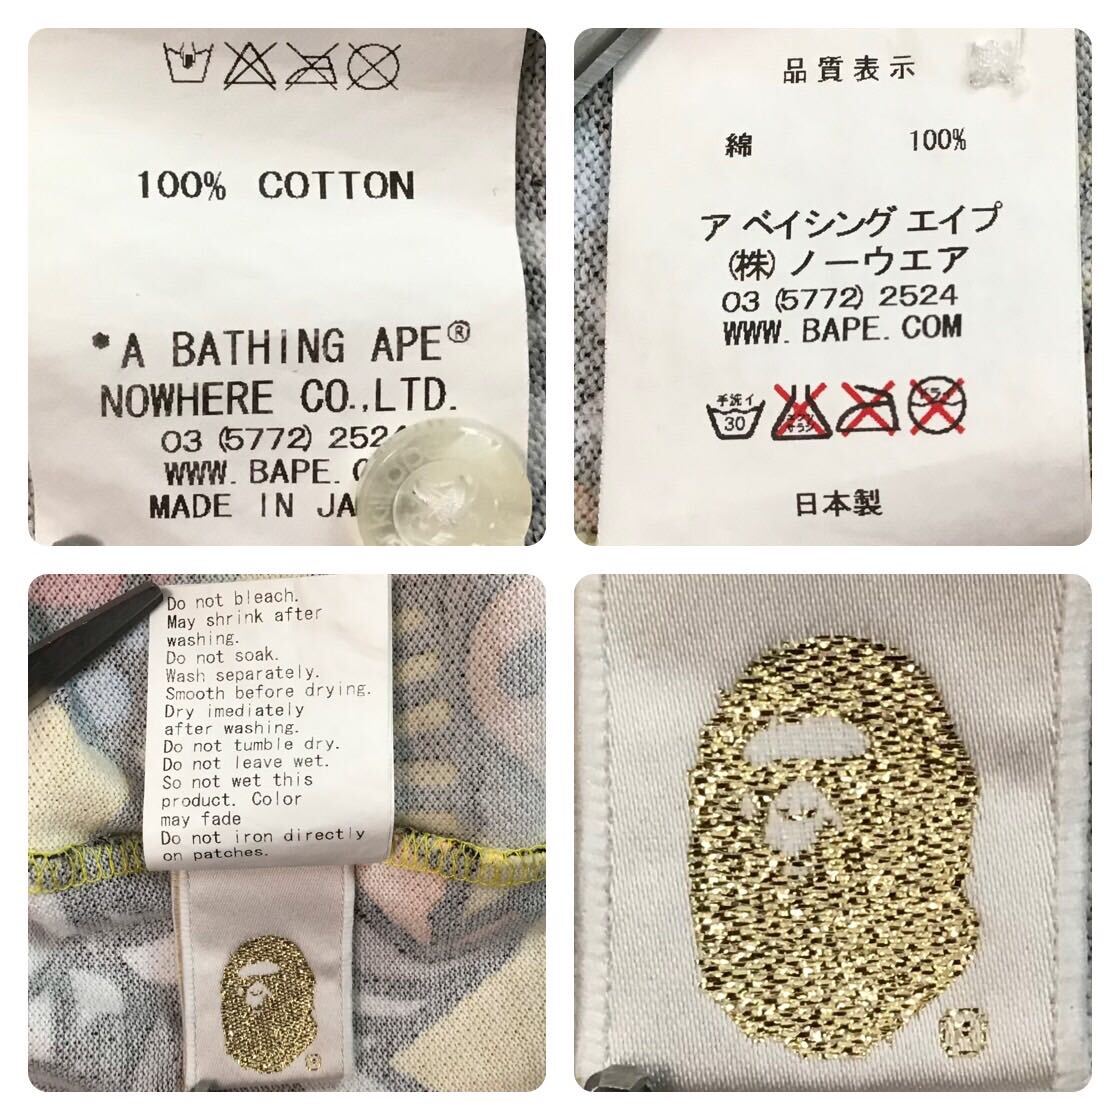 100% COTTON
*A BATHING APE®
NOWHERE CO.,LTD.
03 (5772) 2524
WWW. BAPE.
MADE IN JA
品質表示
綿 100%
ア ベイシング エイプ
(株) ノーウエア
03 (5772) 2524
WWW. BAPE. COM
手洗イ
30
日本製
Do not bleach.
May shrink after
washing.
Do not soak.
Wash separately.
Smooth before drying.
Dry imediately
after washing.
Do not tumble dry.
Do not leave wet.
So not wet this
product. Color
may fade
Do not iron directly
on patches.